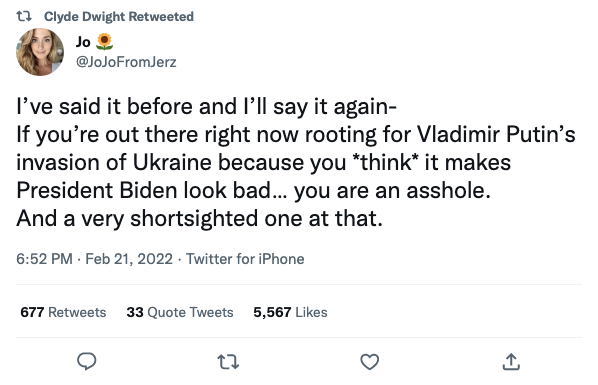 Clyde Dwight Retweeted
Jo 🌻
@JoJoFromJerz
I’ve said it before and I’ll say it again-
If you’re out there right now rooting for Vladimir Putin’s
invasion of Ukraine because you *think* it makes
President Biden look bad... you are an asshole.
And a very shortsighted one at that.
6:52 PM · Feb 21, 2022 · Twitter for iPhone
677 Retweets 33 Quote Tweets 5,567 Likes